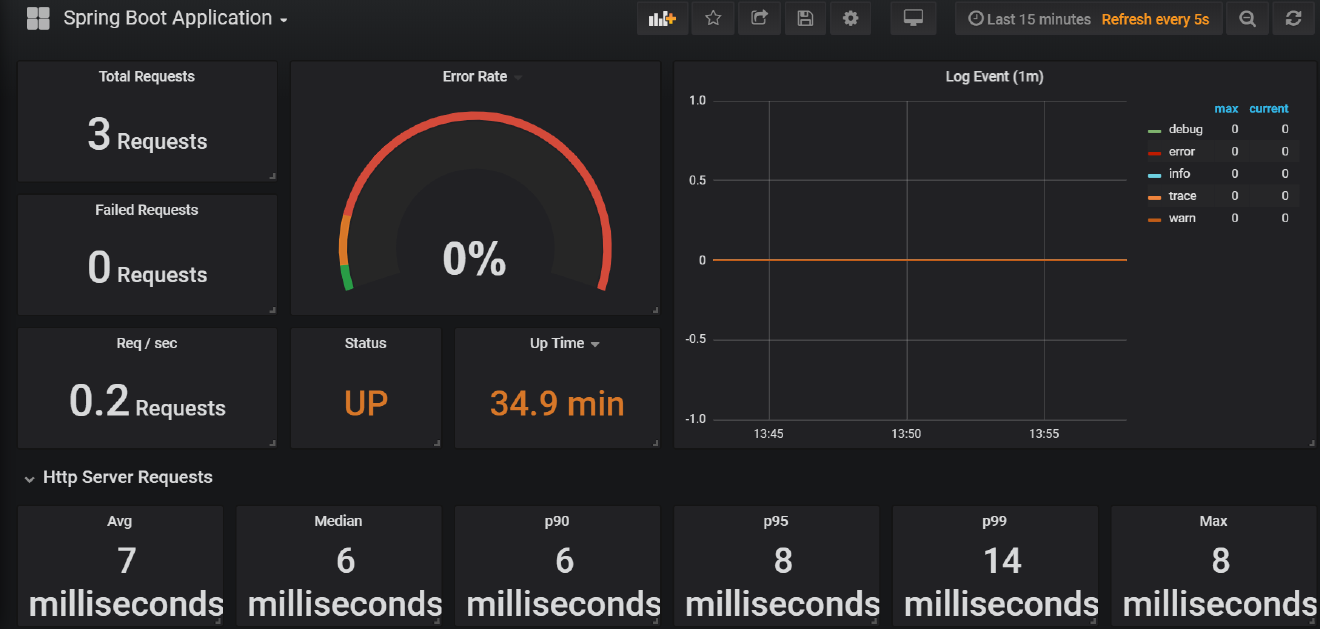 Spring Boot Application
Last 15 minutes Refresh every 5s
Total Requests
3 Requests
Failed Requests
0 Requests
Req / sec
0.2 Requests
Error Rate
0%
Status
UP
Up Time
34.9 min
Log Event (1m)
1.0
0.5
0
-0.5
-1.0
13:45 13:50 13:55
max current
debug 0 0
error 0 0
info 0 0
trace 0 0
warn 0 0
Http Server Requests
Avg
7
milliseconds
Median
6
milliseconds
p90
6
milliseconds
p95
8
milliseconds
p99
14
milliseconds
Max
8
milliseconds